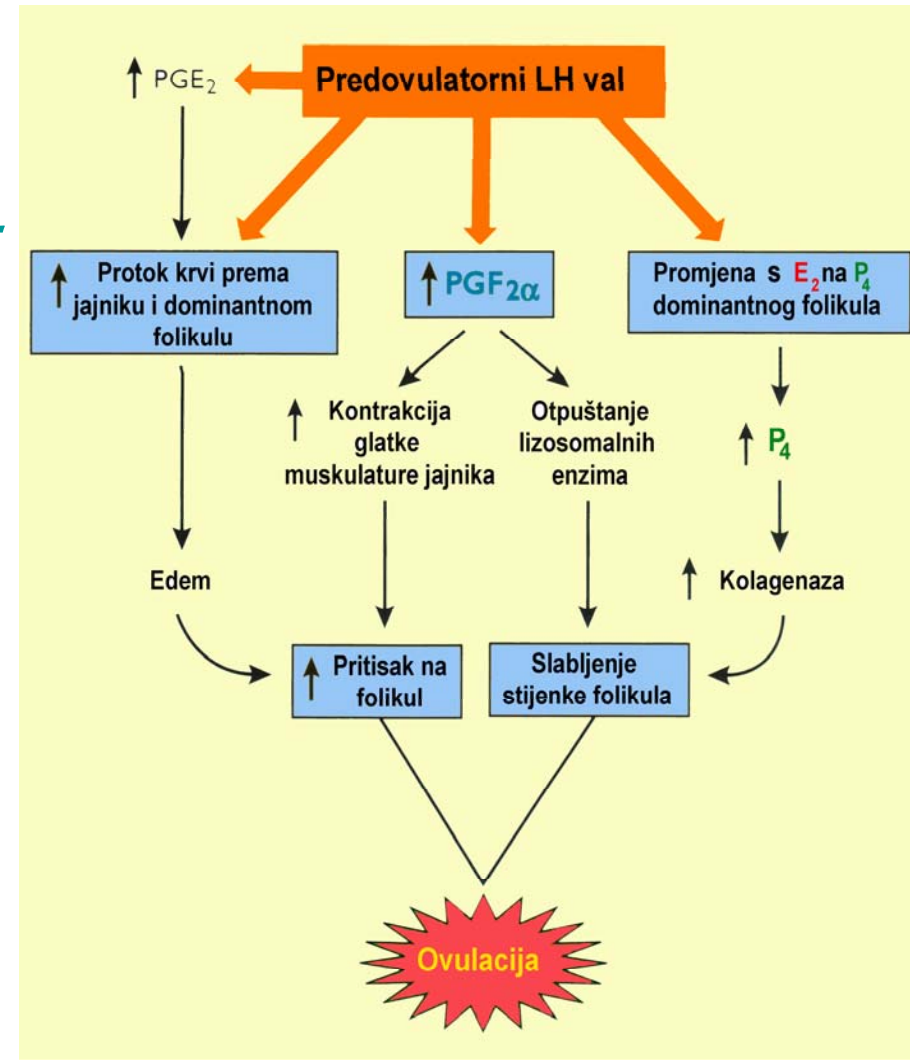 ↑ PGE₂
Predovulatorni LH val
↑ Protok krvi prema
jajniku i dominantnom
folikulu
↑ PGF₂α
Promjena s E₂ na P₄
dominantnog folikula
↑ Kontrakcija
glatke
muskulature jajnika
Otpuštanje
lizosomalnih
enzima
↑ P₄
Edem
↑ Kolagenaza
↑ Pritisak na
folikul
Slabljenje
stijenke folikula
Ovulacija